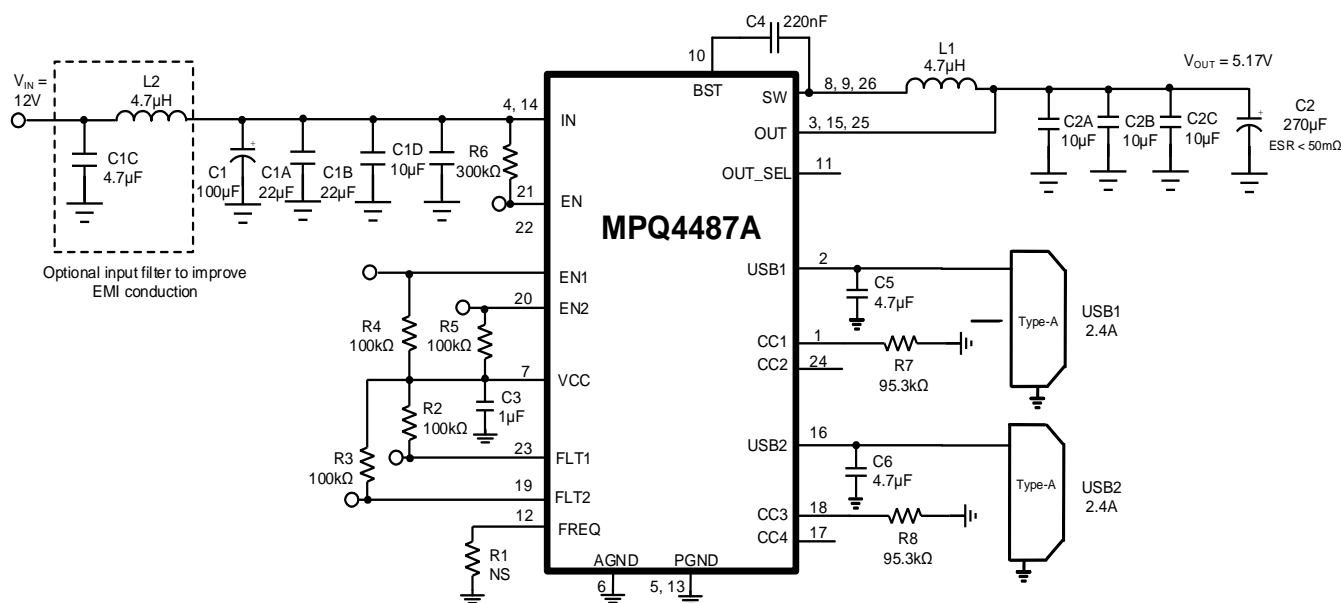 C4
220nF
10
BST
L1
4.7µH
VOUT = 5.17V
VIN =
12V
L2
4.7µH
4, 14
IN
SW
8, 9, 26
OUT
3, 15, 25
C1C
4.7µF
C1
100µF
C1A
22µF
C1B
22µF
C1D
10µF
R6
300kΩ
C2A
10µF
C2B
10µF
C2C
10µF
C2
270µF
ESR < 50mΩ
OUT_SEL
11
21
EN
22
MPQ4487A
Optional input filter to improve
EMI conduction
EN1
20
EN2
R4
100kΩ
R5
100kΩ
7
VCC
C3
1µF
R2
100kΩ
R3
100kΩ
23
FLT1
19
FLT2
12
FREQ
R1
NS
AGND
6
PGND
5, 13
USB1
2
C5
4.7µF
CC1
1
CC2
24
R7
95.3kΩ
Type-A
USB1
2.4A
USB2
16
C6
4.7µF
CC3
18
CC4
17
R8
95.3kΩ
Type-A
USB2
2.4A